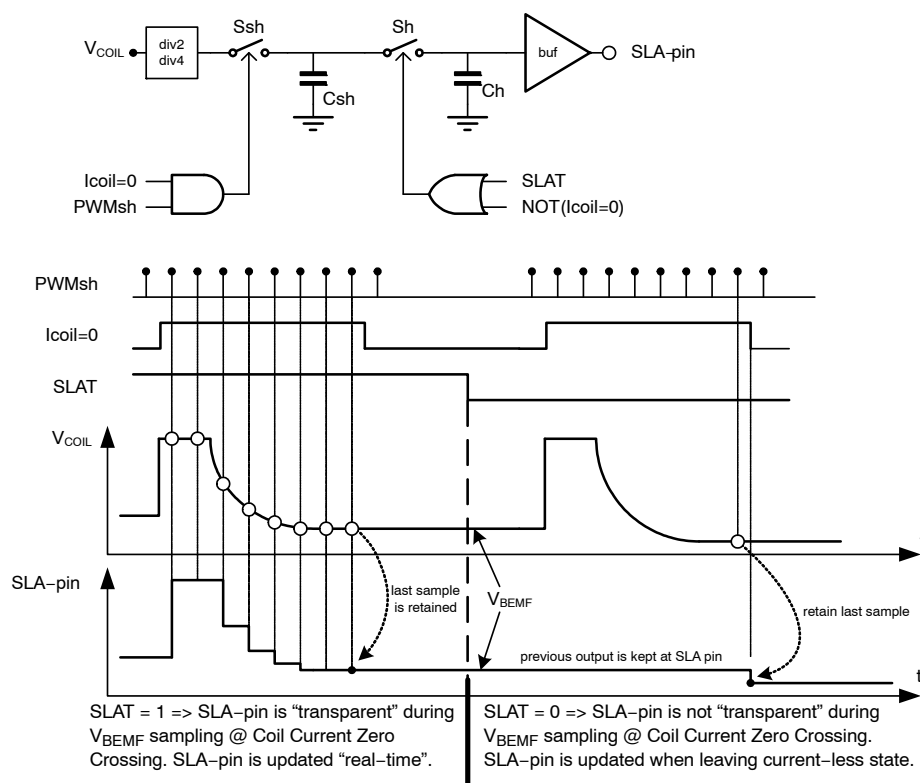 Ssh
Sh
V_COIL
div2
div4
buf
SLA-pin
Csh
Ch
Icoil=0
PWMsh
SLAT
NOT(Icoil=0)
PWMsh
Icoil=0
SLAT
V_COIL
t
SLA−pin
last sample
is retained
V_BEMF
retain last sample
previous output is kept at SLA pin
t
SLAT = 1 => SLA−pin is “transparent” during
V_BEMF sampling @ Coil Current Zero
Crossing. SLA−pin is updated “real-time”.
SLAT = 0 => SLA−pin is not “transparent” during
V_BEMF sampling @ Coil Current Zero Crossing.
SLA−pin is updated when leaving current−less state.